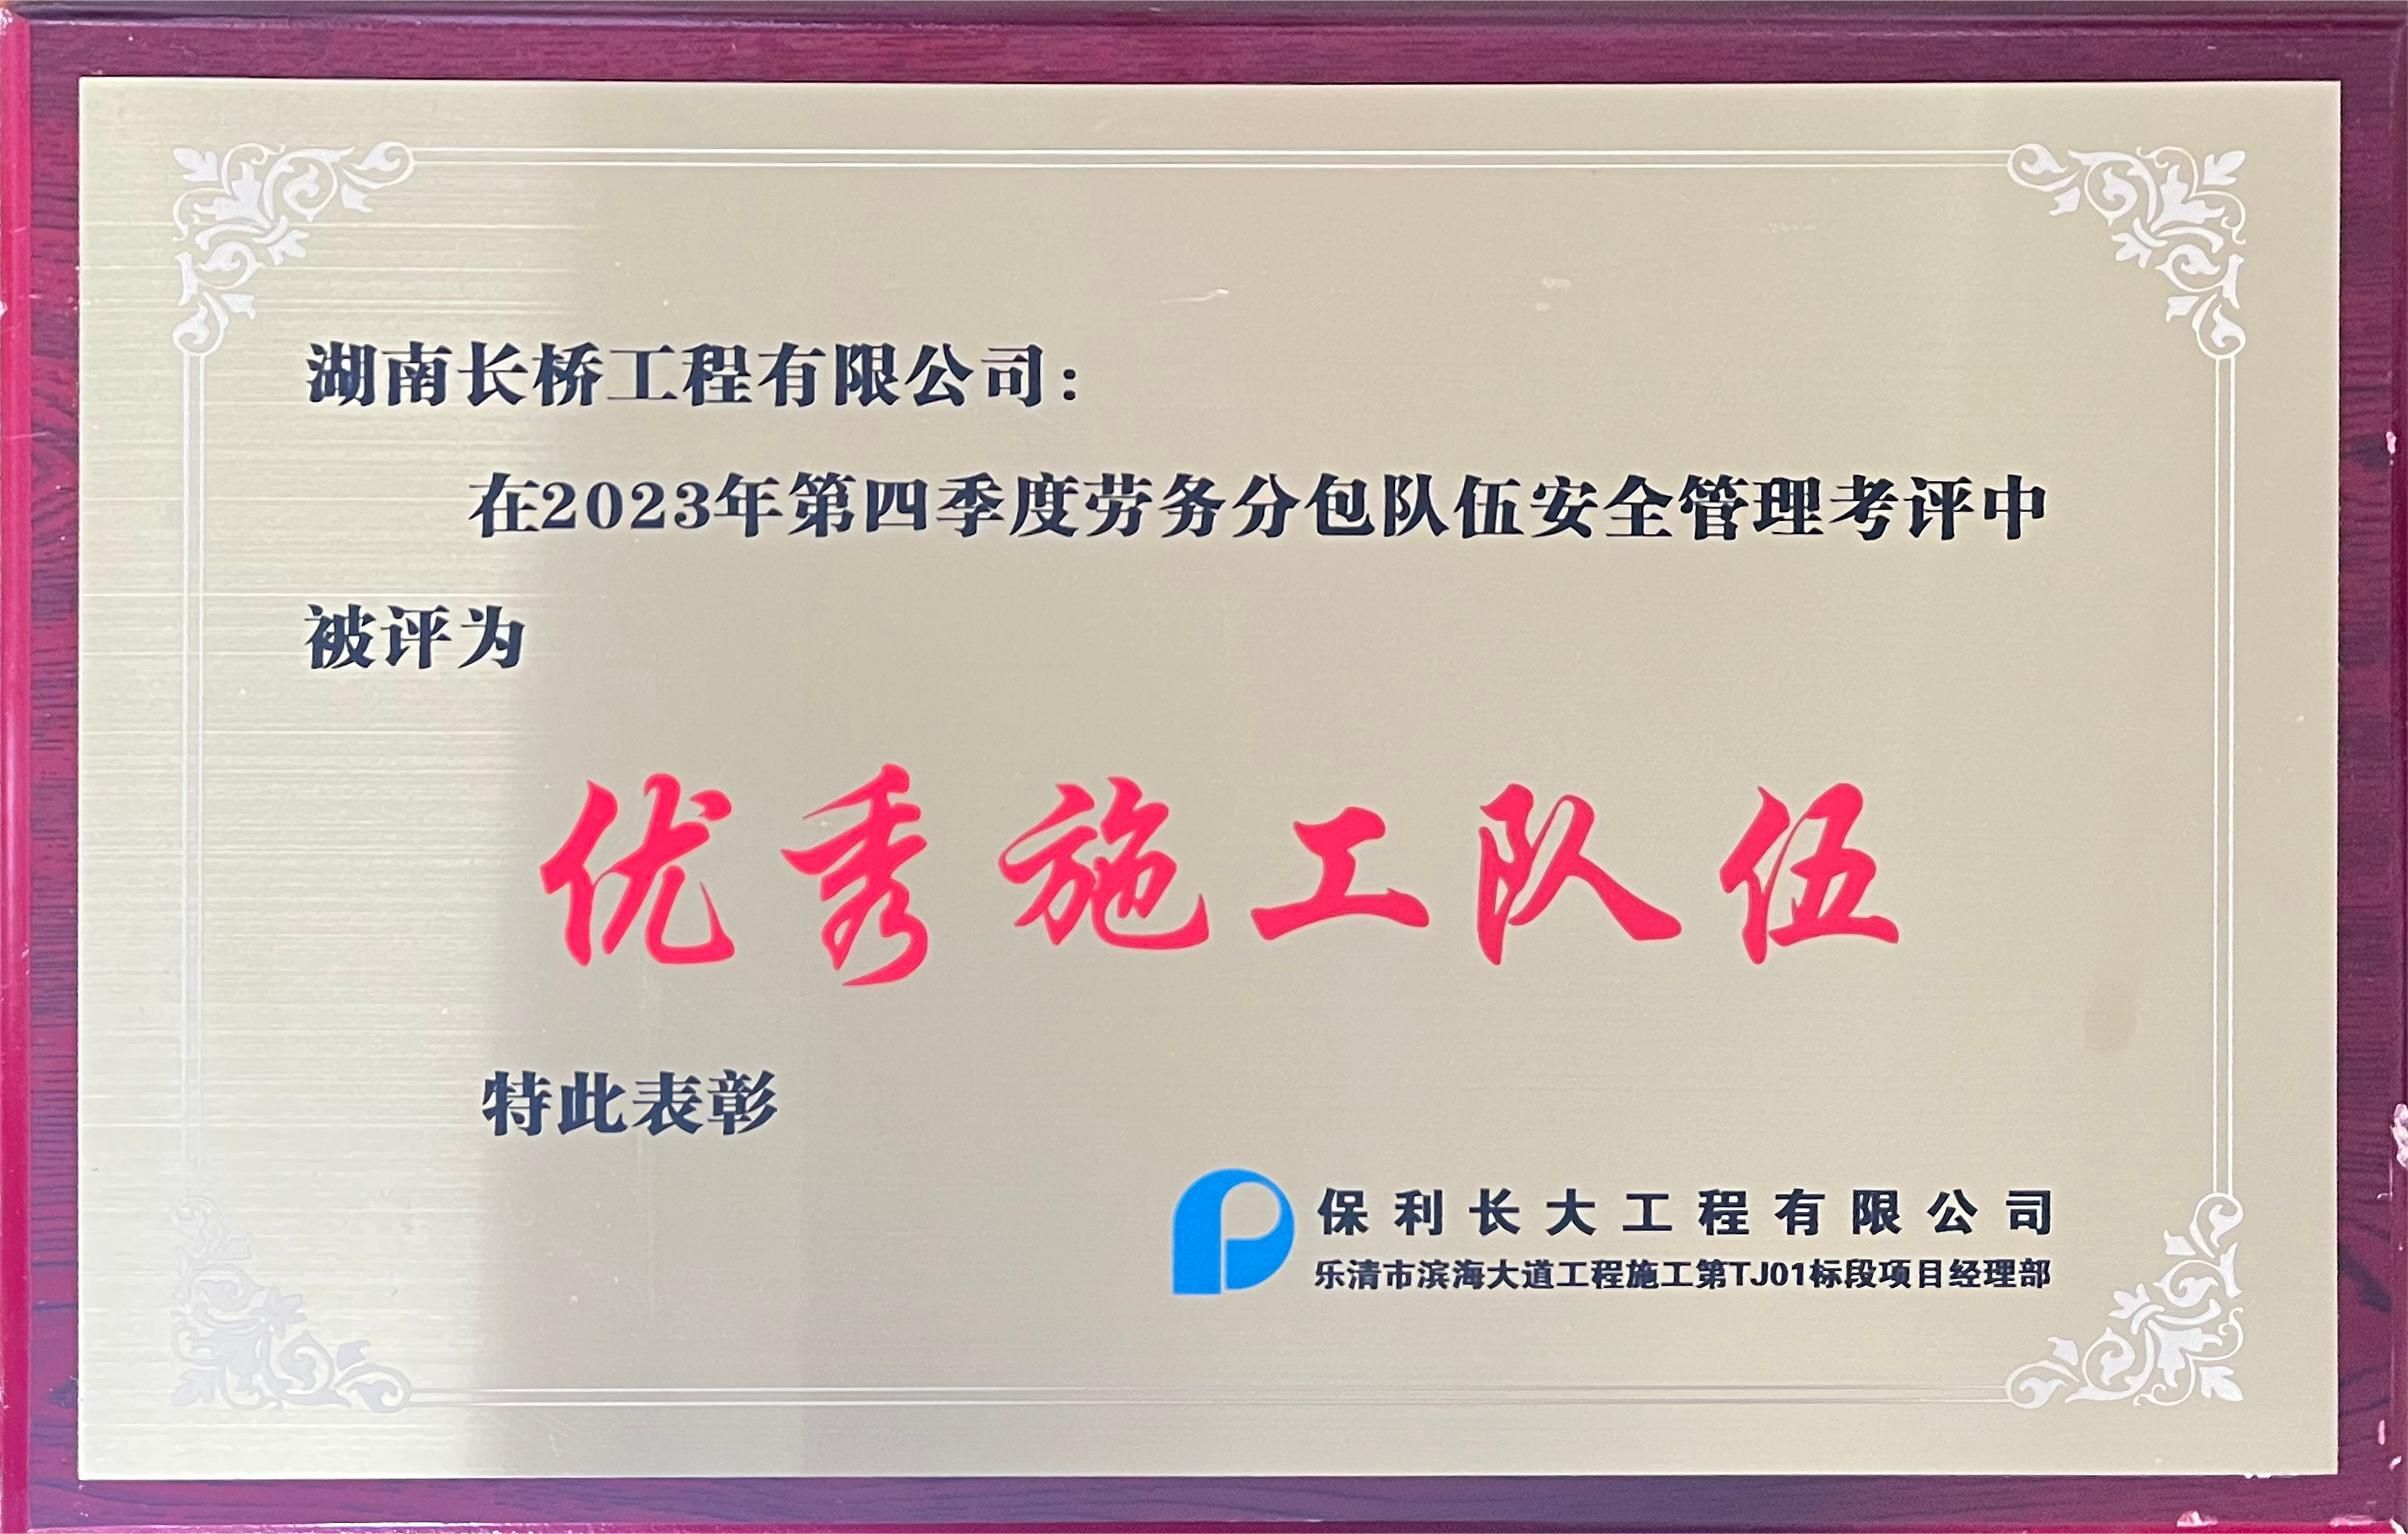 湖南长桥工程有限公司：
在2023年第四季度劳务分包队伍安全管理考评中
被评为
优秀施工队伍
特此表彰
保利长大工程有限公司
乐清市滨海大道工程施工第TJ01标段项目经理部